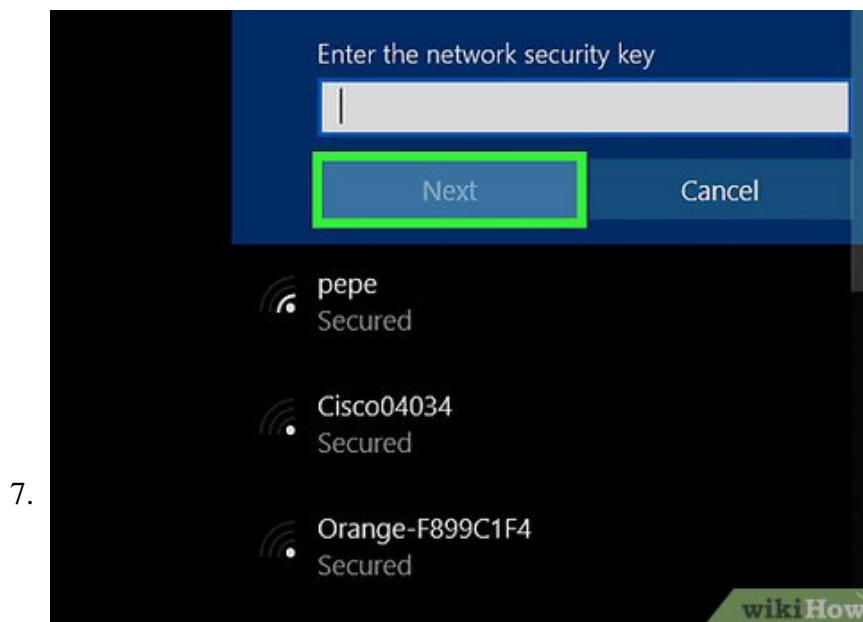 Enter the network security key
Next Cancel
pepe
Secured
Cisco04034
Secured
7.
Orange-F899C1F4
Secured
wikiHow